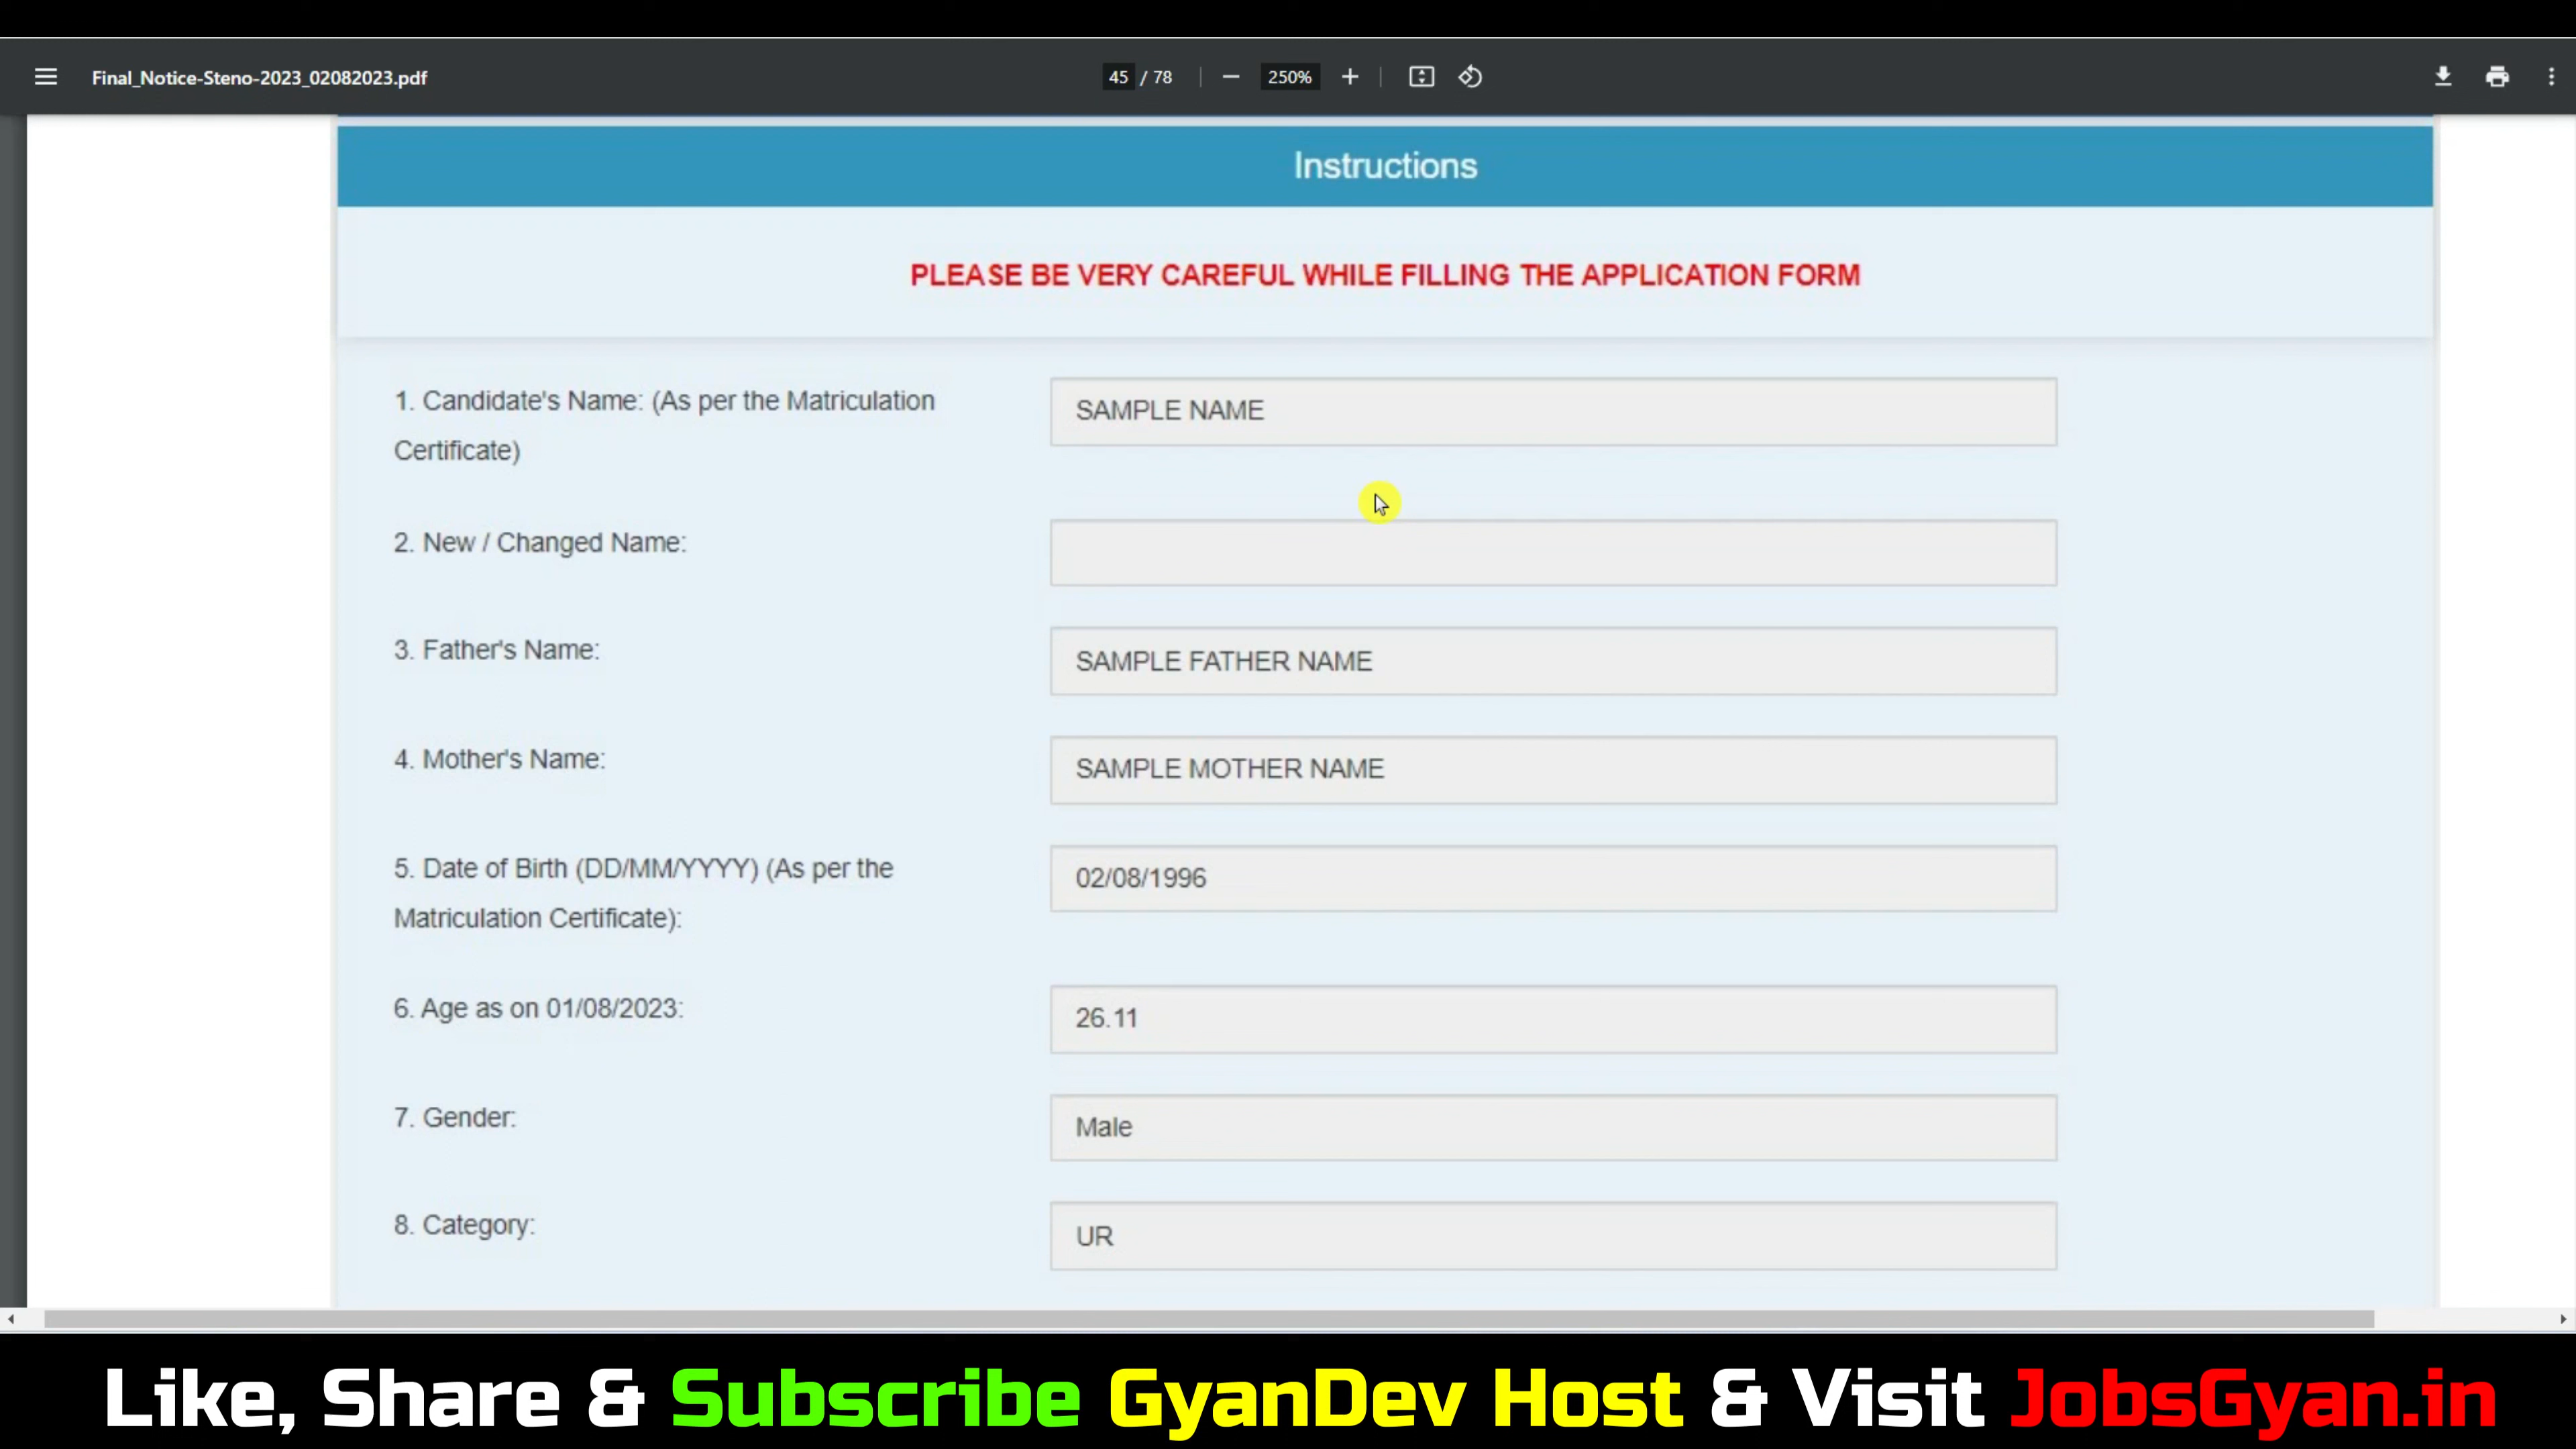 Final_Notice-Steno-2023_02082023.pdf
45 / 78
250%
Instructions
PLEASE BE VERY CAREFUL WHILE FILLING THE APPLICATION FORM
1. Candidate's Name: (As per the Matriculation
Certificate)
SAMPLE NAME
2. New / Changed Name:
3. Father's Name:
SAMPLE FATHER NAME
4. Mother's Name:
SAMPLE MOTHER NAME
5. Date of Birth (DD/MM/YYYY) (As per the
Matriculation Certificate):
02/08/1996
6. Age as on 01/08/2023:
26.11
7. Gender:
Male
8. Category:
UR
Like, Share & Subscribe GyanDev Host & Visit JobsGyan.in